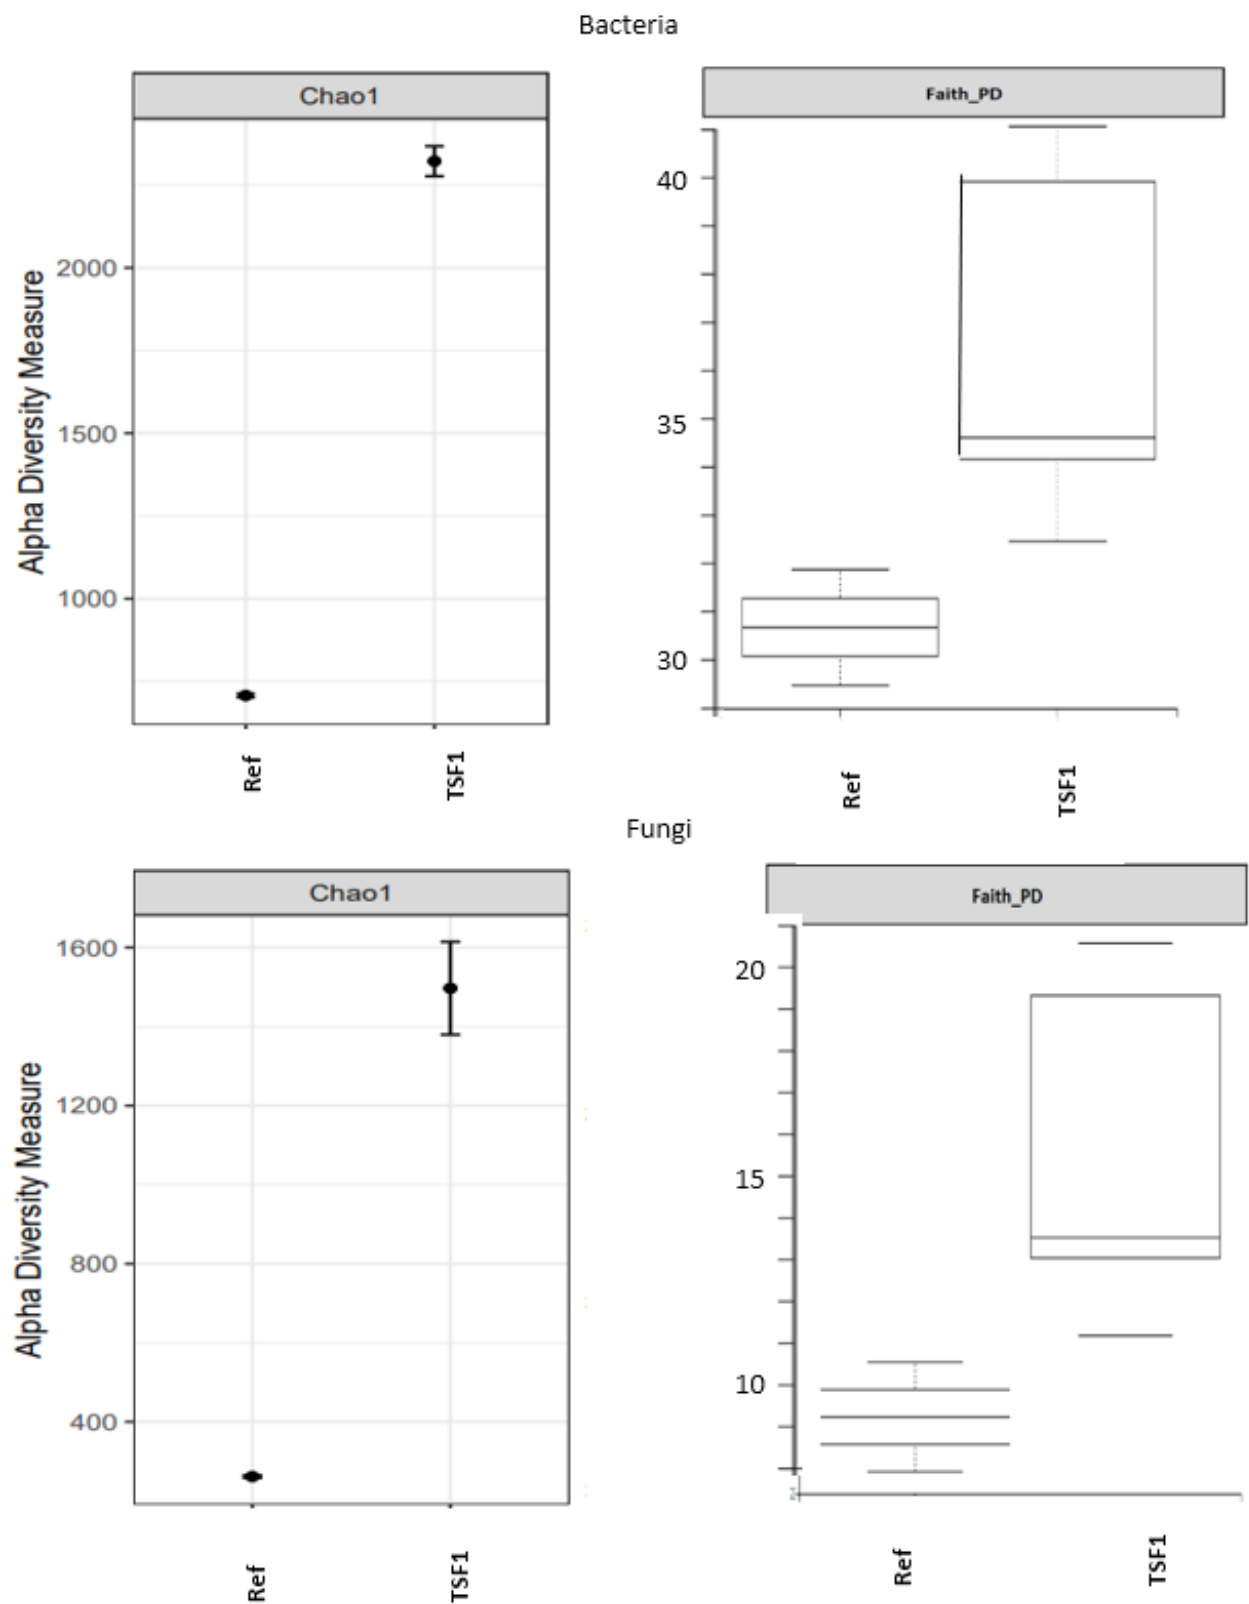 Bacteria
Chao1
Faith_PD
Alpha Diversity Measure
2000
1500
1000
40
35
30
Ref
TSF1
Ref
TSF1
Fungi
Chao1
Faith_PD
Alpha Diversity Measure
1600
1200
800
400
20
15
10
Ref
TSF1
Ref
TSF1